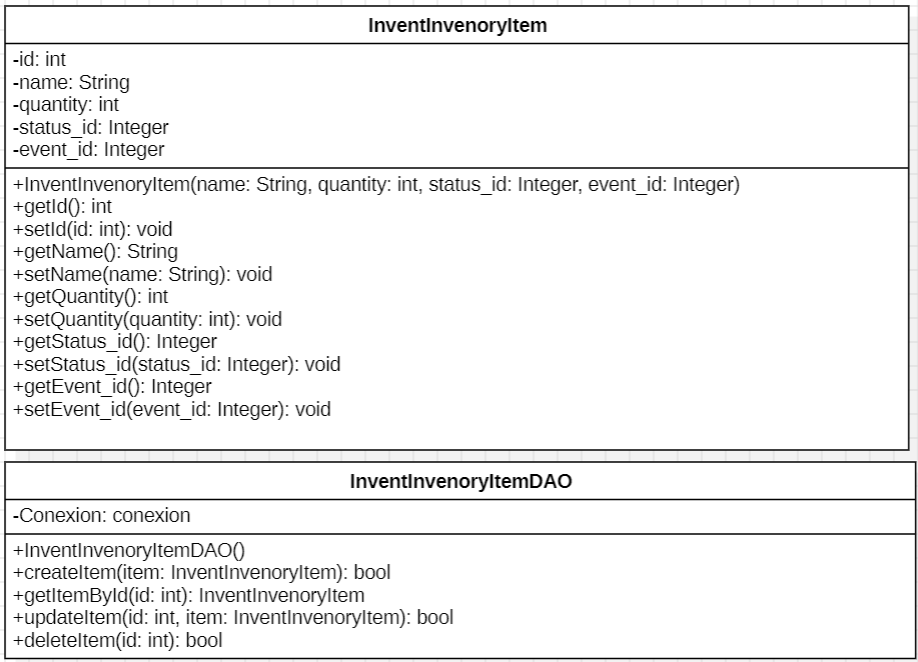 InventInvenoryItem
-id: int
-name: String
-quantity: int
-status_id: Integer
-event_id: Integer
+InventInvenoryItem(name: String, quantity: int, status_id: Integer, event_id: Integer)
+getId(): int
+setId(id: int): void
+getName(): String
+setName(name: String): void
+getQuantity(): int
+setQuantity(quantity: int): void
+getStatus_id(): Integer
+setStatus_id(status_id: Integer): void
+getEvent_id(): Integer
+setEvent_id(event_id: Integer): void
InventInvenoryItemDAO
-Conexion: conexion
+InventInvenoryItemDAO()
+createItem(item: InventInvenoryItem): bool
+getItemById(id: int): InventInvenoryItem
+updateItem(id: int, item: InventInvenoryItem): bool
+deleteItem(id: int): bool